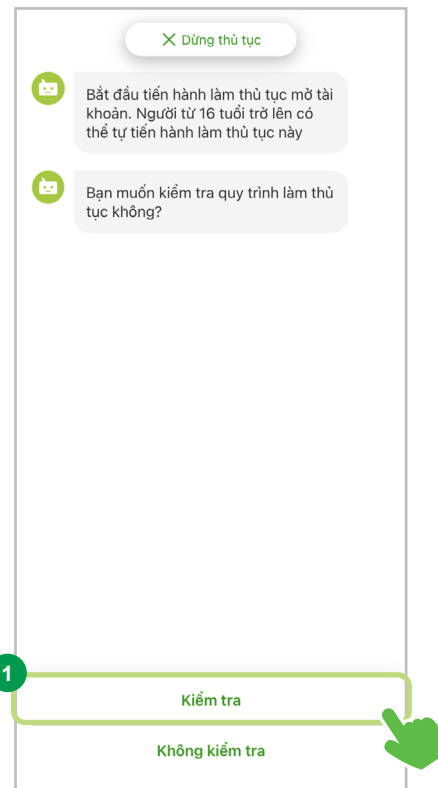 Dừng thủ tục
Bắt đầu tiến hành làm thủ tục mở tài
khoản. Người từ 16 tuổi trở lên có
thể tự tiến hành làm thủ tục này
Bạn muốn kiểm tra quy trình làm thủ
tục không?
1
Kiểm tra
Không kiểm tra